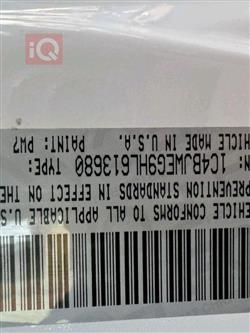 iQ
EHICLE CONFORMS TO ALL APPLICABLE U.S
PREVENTION STANDARDS IN EFFECT ON THE
N: 1C4BJWEG9HL613680 TYPE:
HICLE MADE IN U.S.A. PAINT: PW7